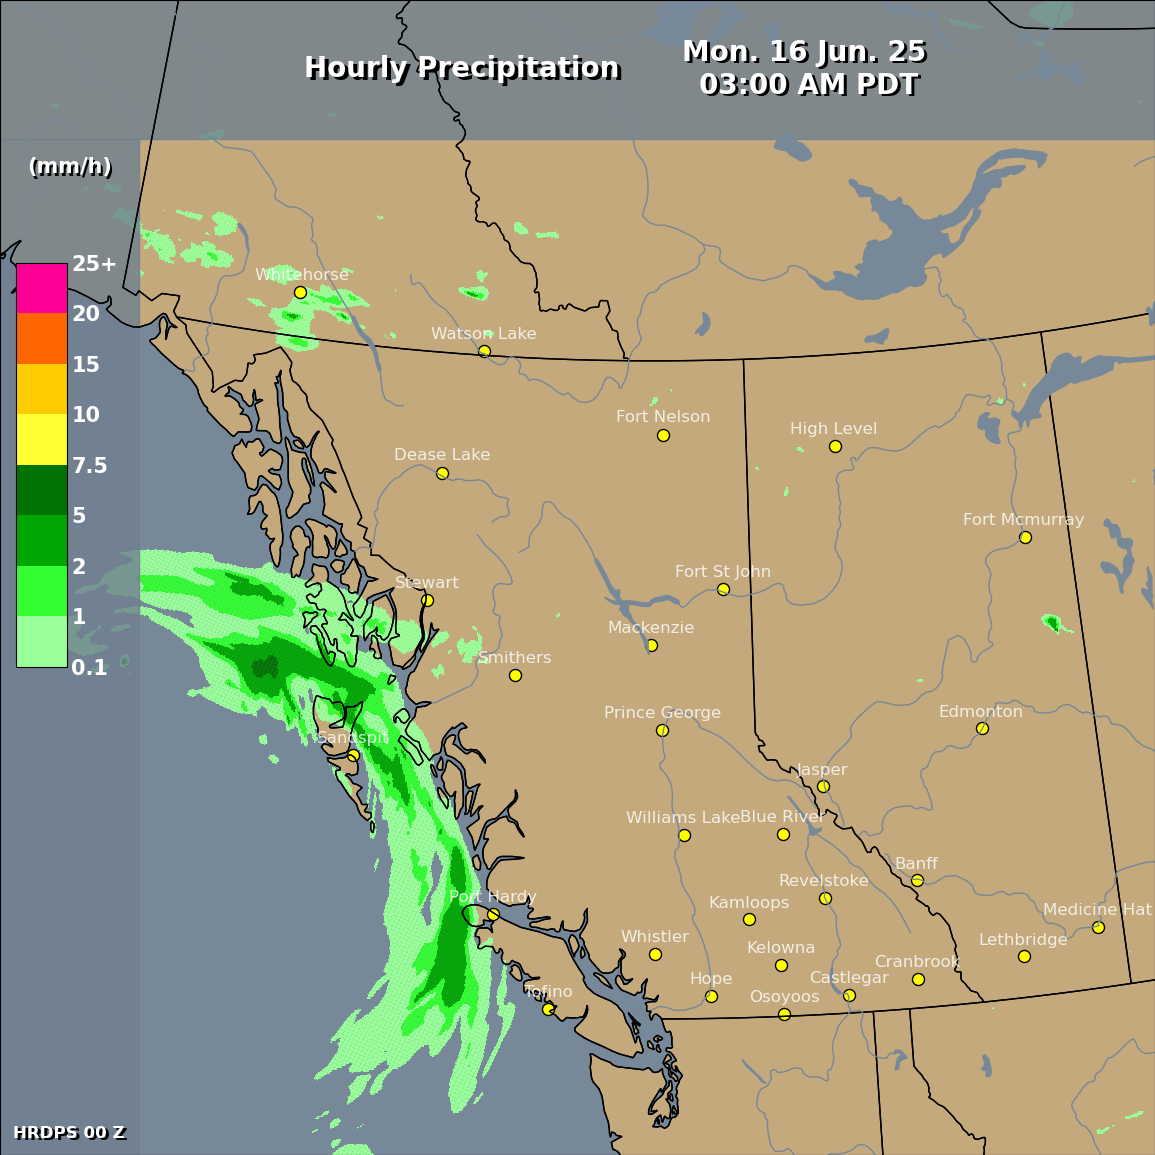 Hourly Precipitation
Mon. 16 Jun. 25
03:00 AM PDT
(mm/h)
25+
20
15
10
7.5
5
2
1
0.1
Whitehorse
Watson Lake
Fort Nelson
High Level
Dease Lake
Fort Mcmurray
Stewart
Fort St John
Mackenzie
Smithers
Prince George
Edmonton
Sandspit
Jasper
Williams Lake
Blue River
Banff
Revelstoke
Port Hardy
Kamloops
Medicine Hat
Whistler
Kelowna
Lethbridge
Cranbrook
Hope
Castlegar
Tofino
Osoyoos
HRDPS 00 Z